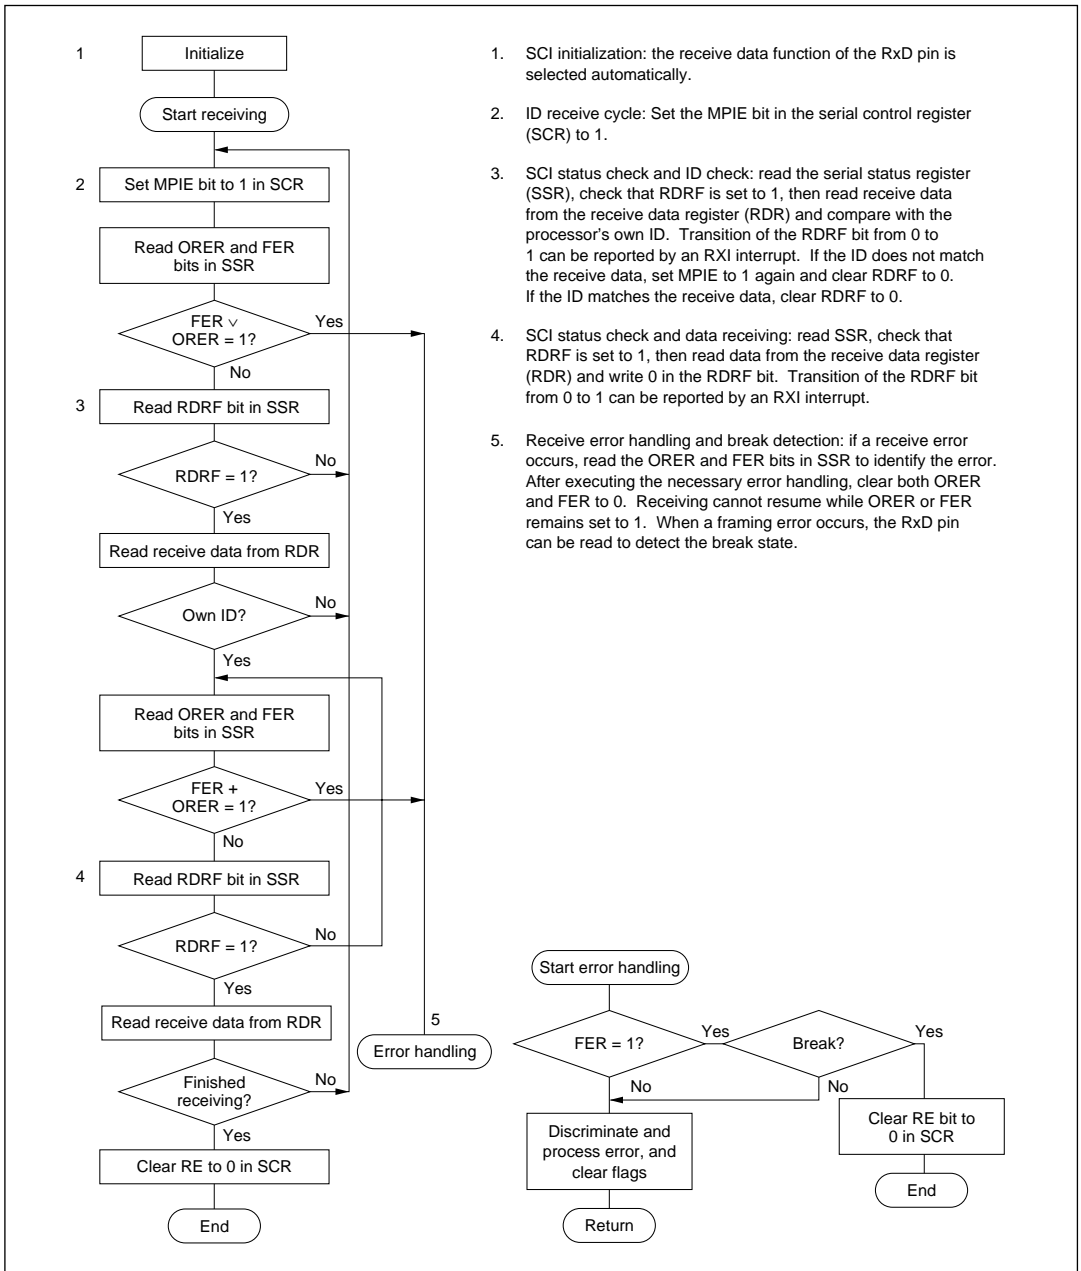 1
Initialize
Start receiving
2
Set MPIE bit to 1 in SCR
Read ORER and FER
bits in SSR
FER ∨
ORER = 1?
Yes
No
3
Read RDRF bit in SSR
RDRF = 1?
No
Yes
Read receive data from RDR
Own ID?
No
Yes
Read ORER and FER
bits in SSR
FER +
ORER = 1?
Yes
No
4
Read RDRF bit in SSR
RDRF = 1?
No
Yes
Read receive data from RDR
Finished
receiving?
No
Yes
Clear RE to 0 in SCR
End
5
Error handling
1. SCI initialization: the receive data function of the RxD pin is
selected automatically.
2. ID receive cycle: Set the MPIE bit in the serial control register
(SCR) to 1.
3. SCI status check and ID check: read the serial status register
(SSR), check that RDRF is set to 1, then read receive data
from the receive data register (RDR) and compare with the
processor's own ID. Transition of the RDRF bit from 0 to
1 can be reported by an RXI interrupt. If the ID does not match
the receive data, set MPIE to 1 again and clear RDRF to 0.
If the ID matches the receive data, clear RDRF to 0.
4. SCI status check and data receiving: read SSR, check that
RDRF is set to 1, then read data from the receive data register
(RDR) and write 0 in the RDRF bit. Transition of the RDRF bit
from 0 to 1 can be reported by an RXI interrupt.
5. Receive error handling and break detection: if a receive error
occurs, read the ORER and FER bits in SSR to identify the error.
After executing the necessary error handling, clear both ORER
and FER to 0. Receiving cannot resume while ORER or FER
remains set to 1. When a framing error occurs, the RxD pin
can be read to detect the break state.
Start error handling
FER = 1?
Yes
No
Break?
Yes
No
Discriminate and
process error, and
clear flags
Return
Clear RE bit to
0 in SCR
End